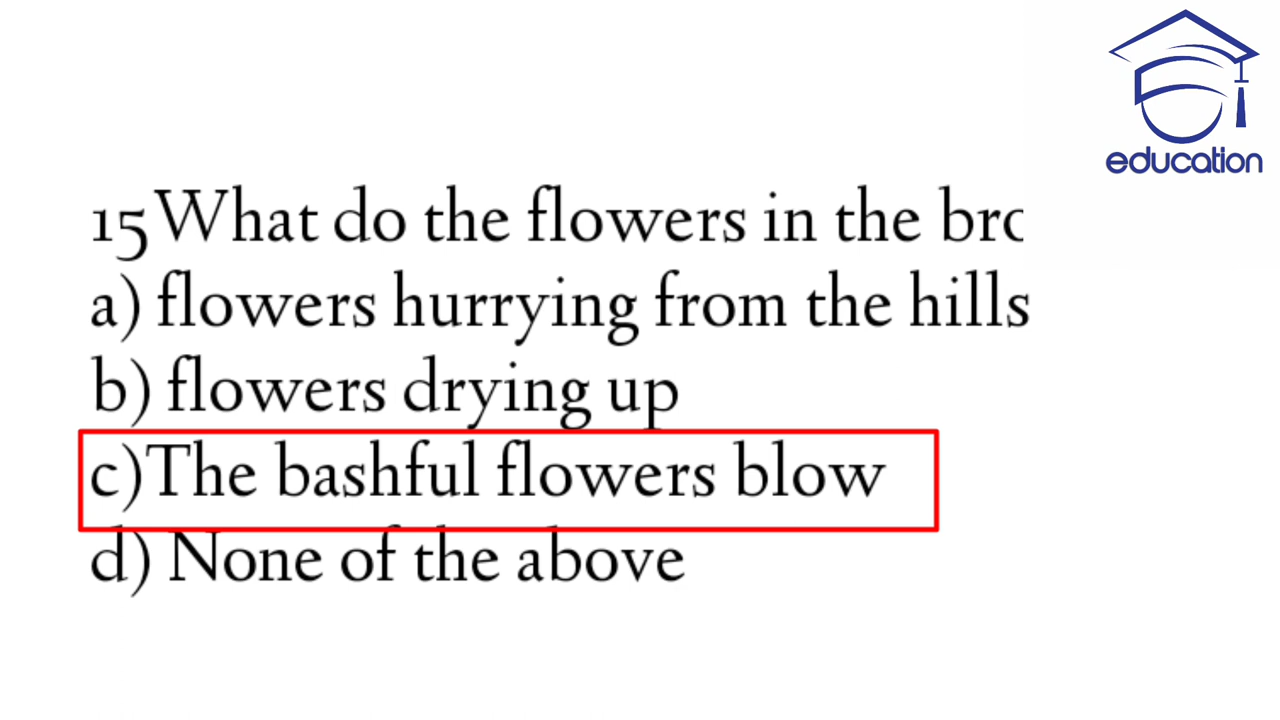 education
15What do the flowers in the
a) flowers hurrying from the hills
b) flowers drying up
c)The bashful flowers blow
d) None of the above